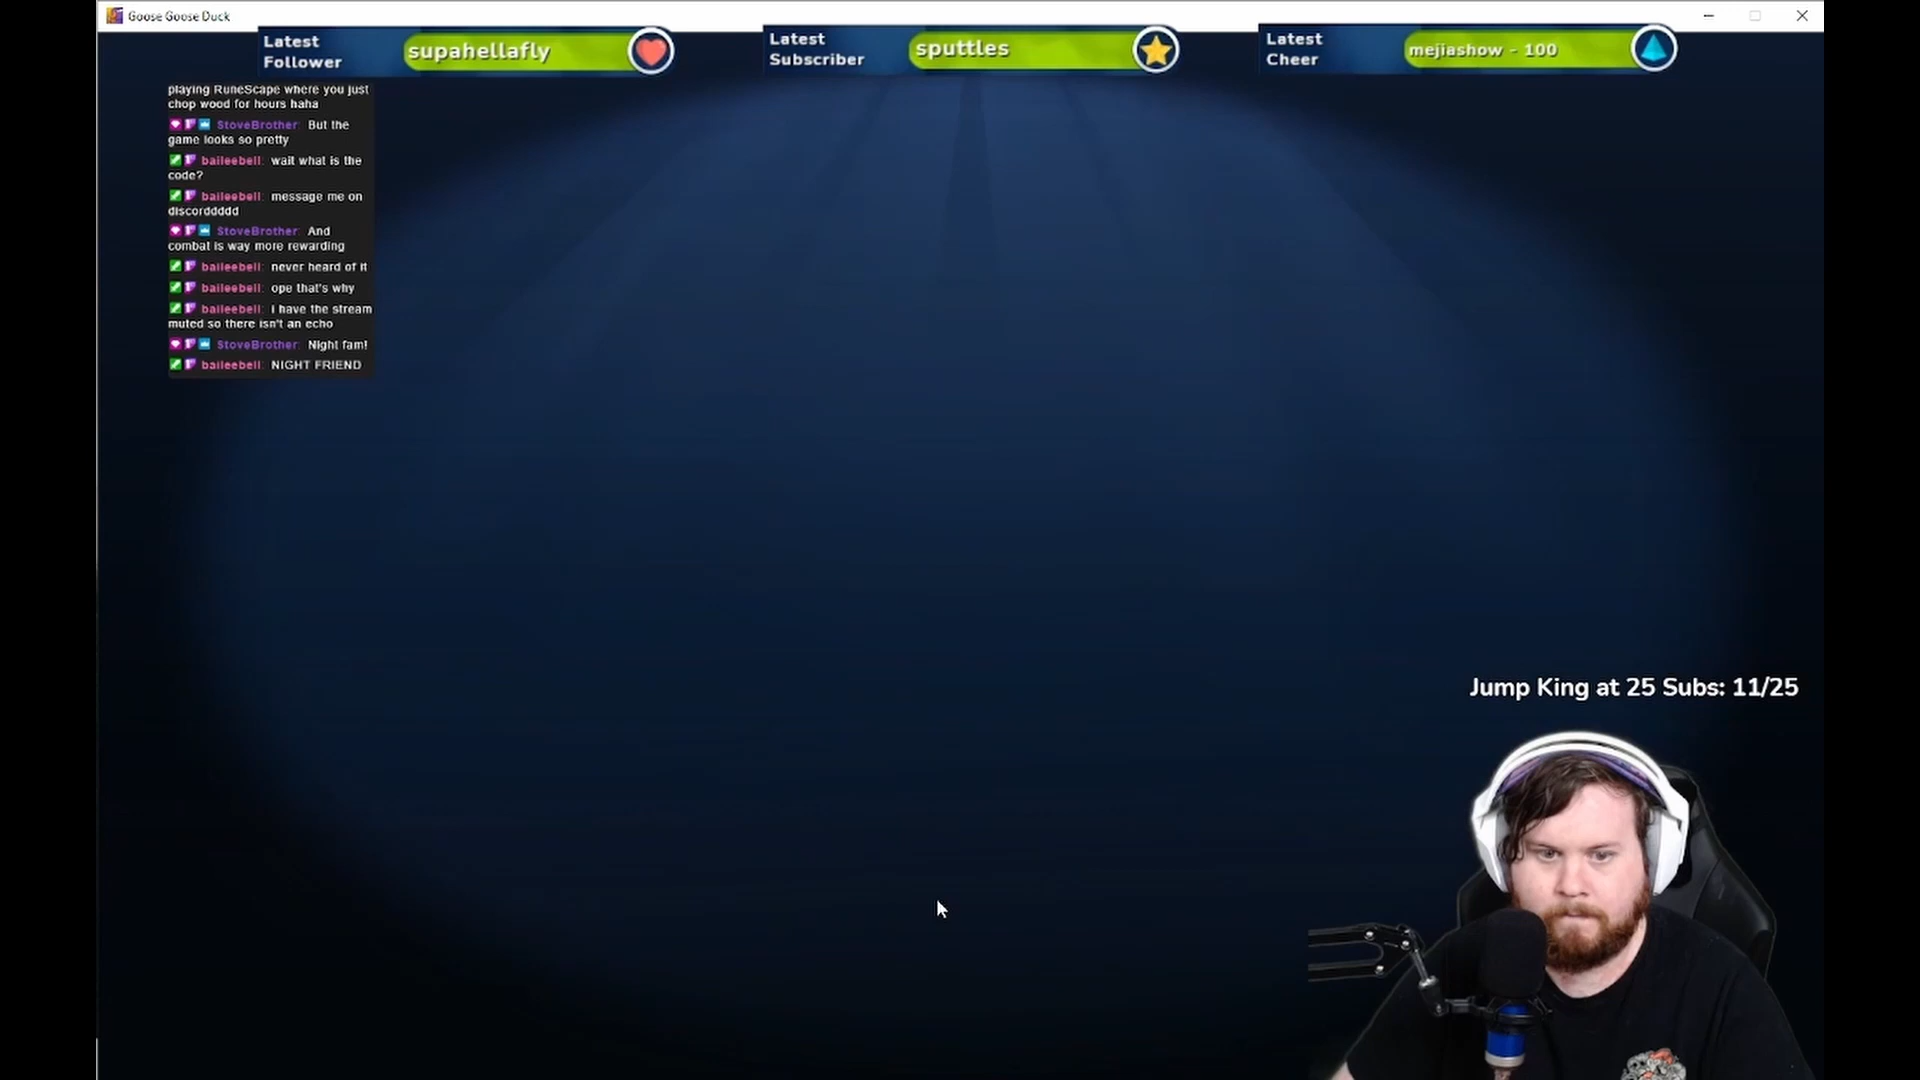 Goose Goose Duck
Latest
Follower
supahellafly
Latest
Subscriber
sputtles
Latest
Cheer
mejiashow - 100
playing RuneScape where you just
chop wood for hours haha
StoveBrother: But the
game looks so pretty
baileebell: wait what is the
code?
baileebell: message me on
discorddddd
StoveBrother: And
combat is way more rewarding
baileebell: never heard of it
baileebell: ope that's why
baileebell: i have the stream
muted so there isn't an echo
StoveBrother: Night fam!
baileebell: NIGHT FRIEND
Jump King at 25 Subs: 11/25